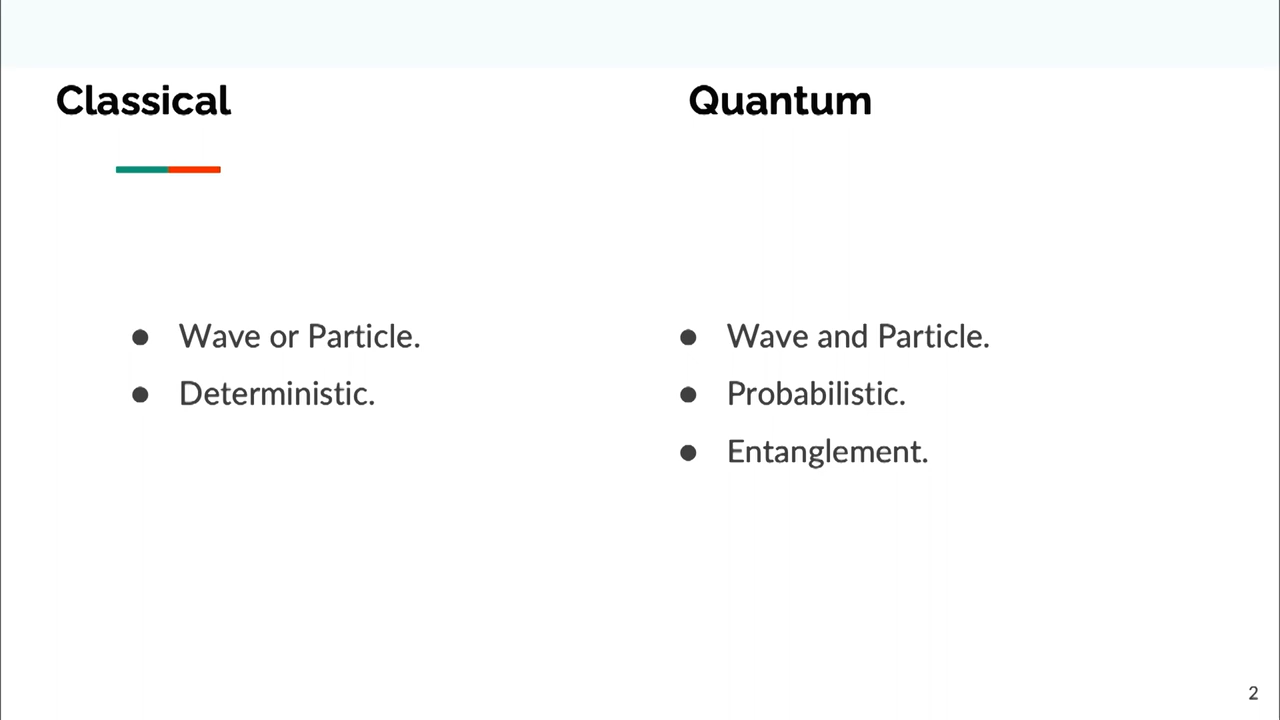 Classical
Quantum
● Wave or Particle.
● Deterministic.
● Wave and Particle.
● Probabilistic.
● Entanglement.
2